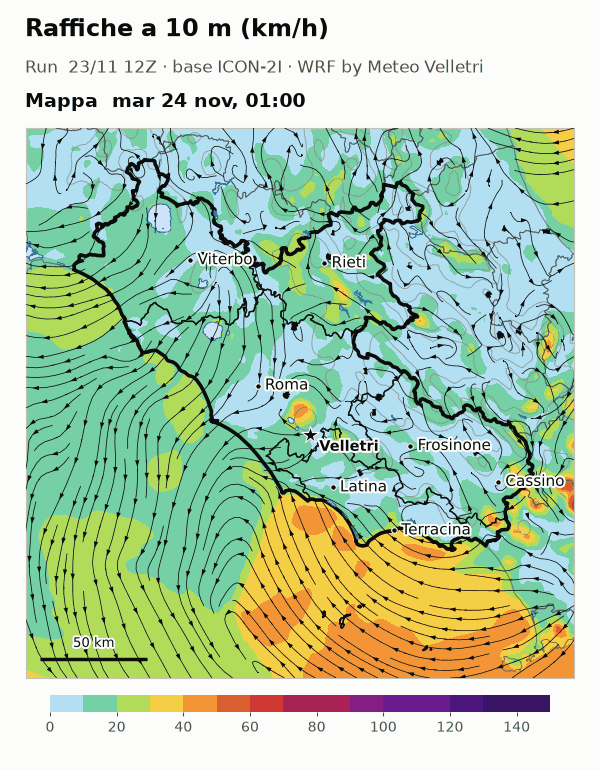 Raffiche a 10 m (km/h)
Run 23/11 12Z · base ICON-2I · WRF by Meteo Velletri
Mappa mar 24 nov, 01:00
Viterbo
Rieti
Roma
Velletri
Frosinone
Latina
Cassino
Terracina
50 km
0 20 40 60 80 100 120 140